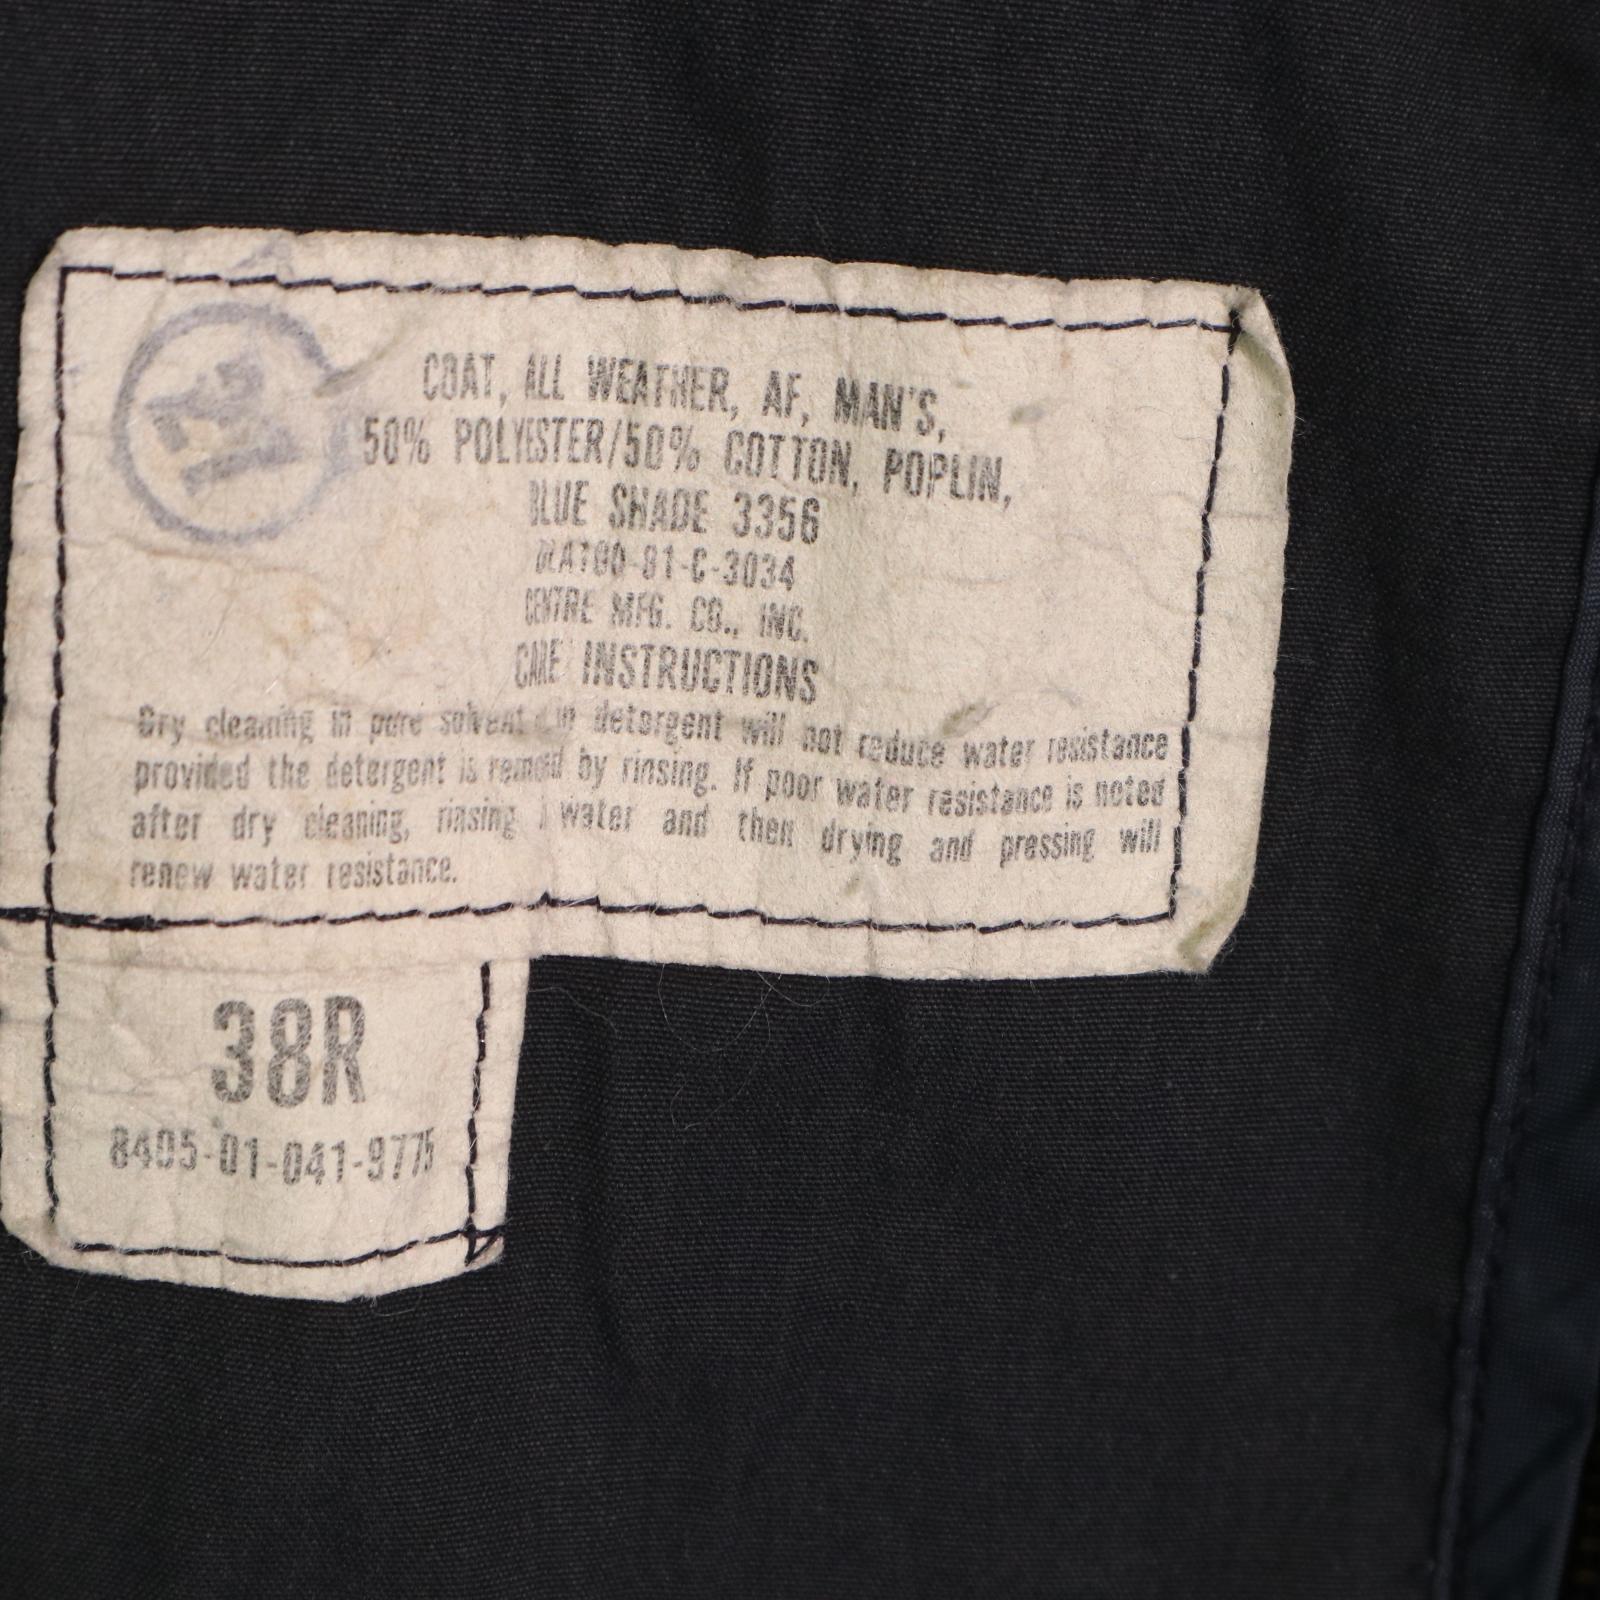 COAT, ALL WEATHER, AF, MAN'S,
50% POLYESTER/50% COTTON, POPLIN,
BLUE SHADE 3356
DLA100-81-C-3034
CENTRE MFG. CO., INC.
CARE INSTRUCTIONS
Dry cleaning in pure solvent in detergent will not reduce water resistance
provided the detergent is removed by rinsing. If poor water resistance is noted
after dry cleaning, rinsing water and then drying and pressing will
renew water resistance.
38R
8405-01-041-9775